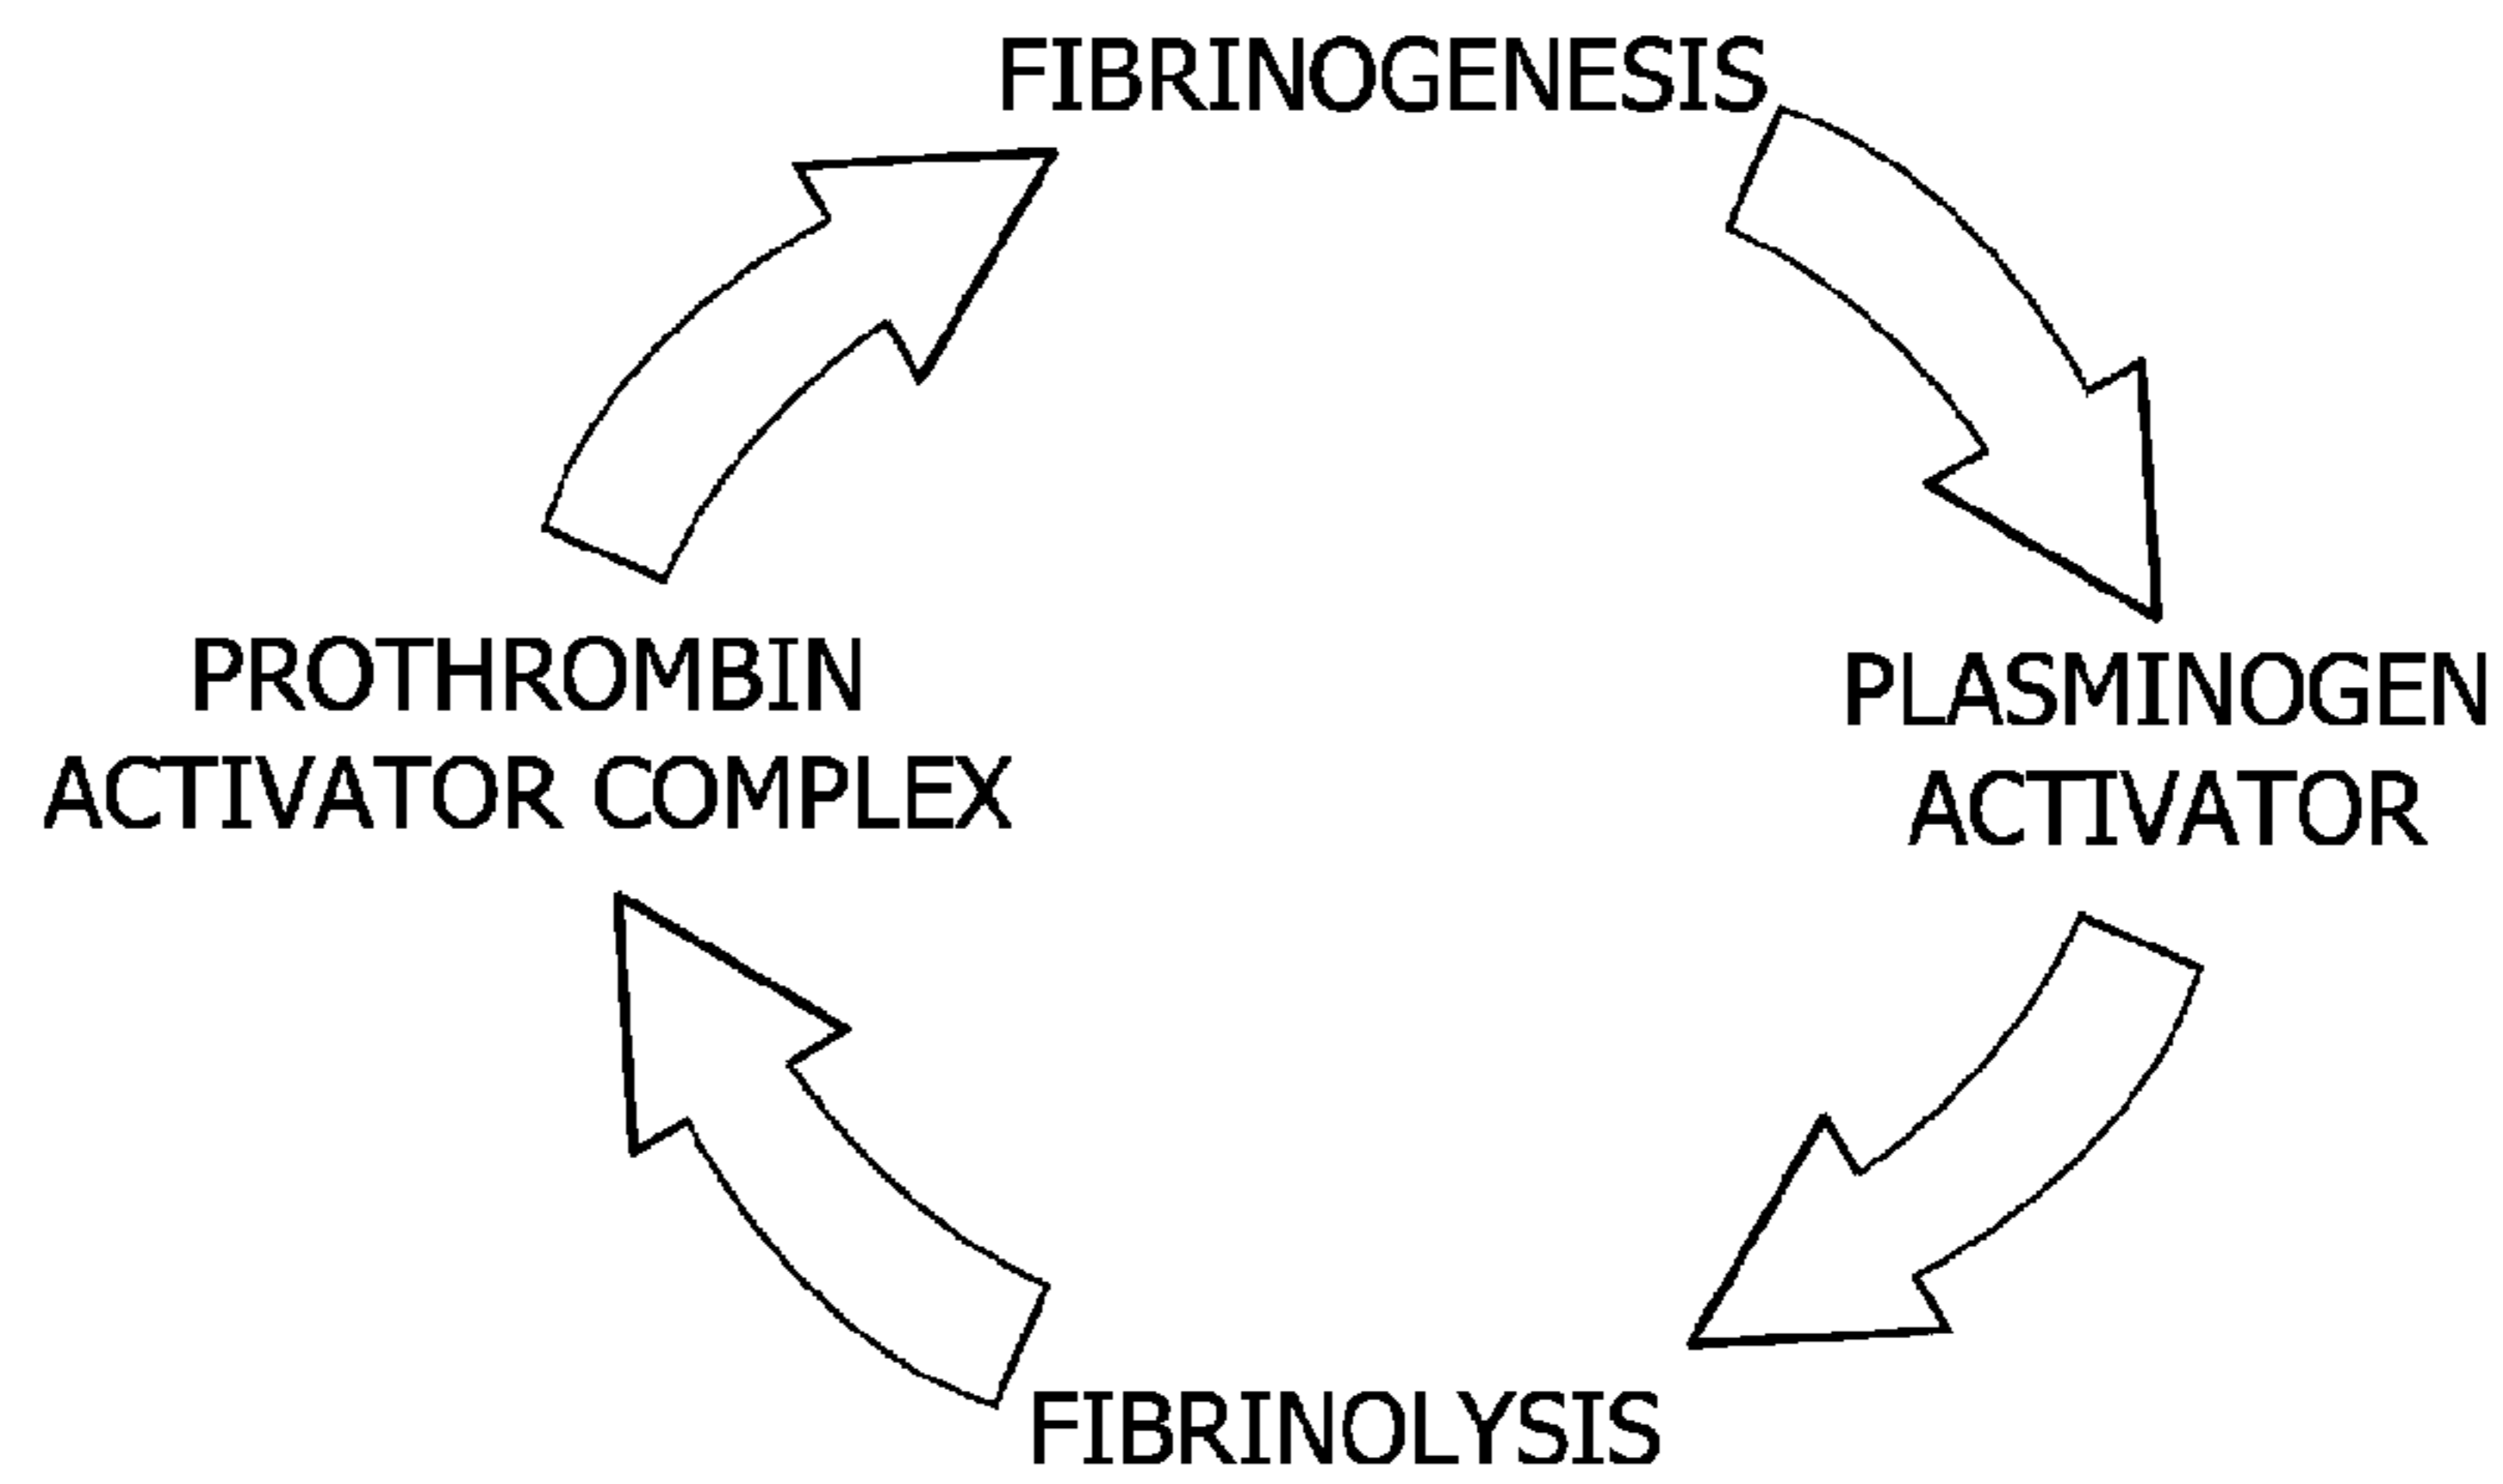 FIBRINOGENESIS
PROTHROMBIN
ACTIVATOR COMPLEX
PLASMINOGEN
ACTIVATOR
FIBRINOLYSIS